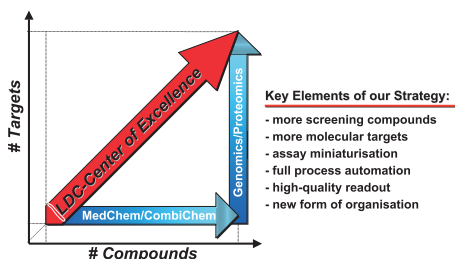 # Targets
LDC-Center of Excellence
Genomics/Proteomics
MedChem/CombiChem
# Compounds
Key Elements of our Strategy:
- more screening compounds
- more molecular targets
- assay miniaturisation
- full process automation
- high-quality readout
- new form of organisation